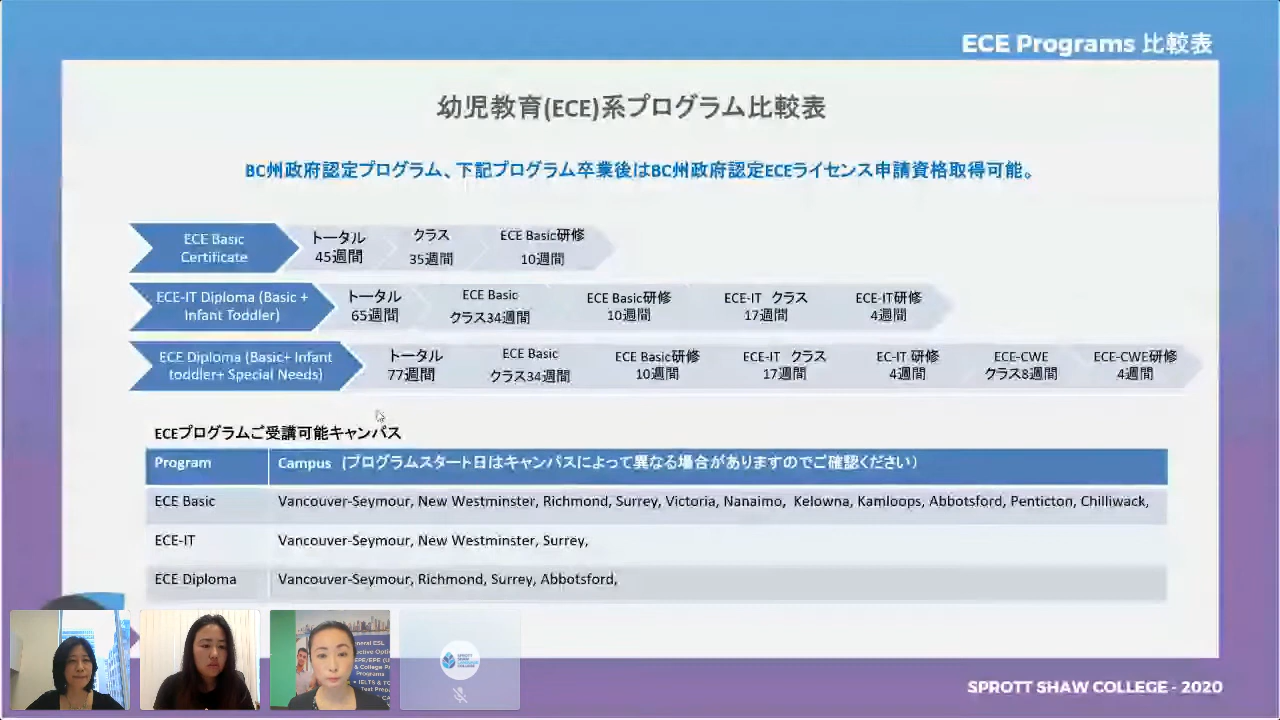 ECE Programs 比較表
幼児教育(ECE)系プログラム比較表
BC州政府認定プログラム、下記プログラム卒業後はBC州政府認定ECEライセンス申請資格取得可能。
ECE Basic Certificate トータル 45週間 クラス 35週間 ECE Basic研修 10週間
ECE-IT Diploma (Basic + Infant Toddler) トータル 65週間 ECE Basic クラス34週間 ECE Basic研修 10週間 ECE-IT クラス 17週間 ECE-IT研修 4週間
ECE Diploma (Basic+ Infant toddler+ Special Needs) トータル 77週間 ECE Basic クラス34週間 ECE Basic研修 10週間 ECE-IT クラス 17週間 EC-IT 研修 4週間 ECE-CWE クラス8週間 ECE-CWE研修 4週間
ECEプログラムご受講可能キャンパス
Program Campus (プログラムスタート日はキャンパスによって異なる場合がありますのでご確認ください)
ECE Basic Vancouver-Seymour, New Westminster, Richmond, Surrey, Victoria, Nanaimo, Kelowna, Kamloops, Abbotsford, Penticton, Chilliwack,
ECE-IT Vancouver-Seymour, New Westminster, Surrey,
ECE Diploma Vancouver-Seymour, Richmond, Surrey, Abbotsford,
SPROTT SHAW COLLEGE - 2020
SPROTT
SHAW
COLLEGE